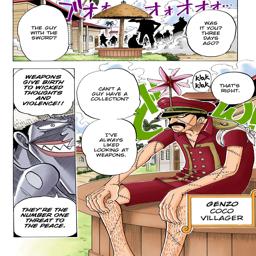 WAS
IT YOU?
THREE
DAYS
AGO?
THE GUY
WITH THE
SWORD?
THAT'S
RIGHT.
CAN'T
A GUY HAVE A
COLLECTION?
WEAPONS
GIVE BIRTH
TO WICKED
THOUGHTS
AND
VIOLENCE!!
I'VE
ALWAYS
LIKED
LOOKING AT
WEAPONS.
THEY'RE THE
NUMBER ONE
THREAT TO
THE PEACE.
GENZO
COCO
VILLAGER